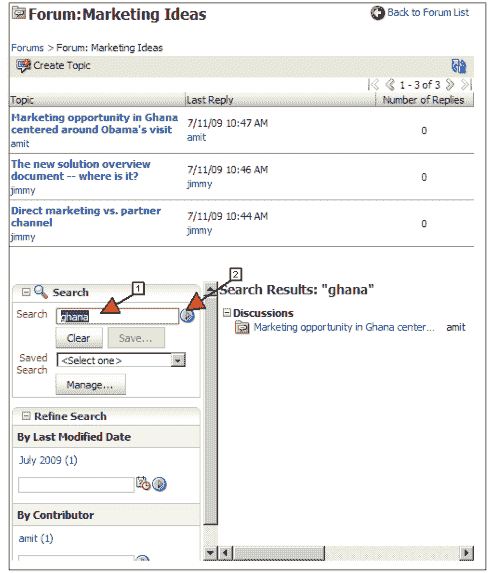 Forum:Marketing Ideas
Back to Forum List
Forums > Forum: Marketing Ideas
Create Topic
1 - 3 of 3
Topic Last Reply Number of Replies
Marketing opportunity in Ghana
centered around Obama's visit
amit
7/11/09 10:47 AM
amit
0
The new solution overview
document -- where is it?
jimmy
7/11/09 10:46 AM
jimmy
0
Direct marketing vs. partner
channel
jimmy
7/11/09 10:44 AM
jimmy
0
1
2
Search
Search ghana
Clear Save...
Saved
Search
<Select one>
Manage...
Refine Search
By Last Modified Date
July 2009 (1)
By Contributor
amit (1)
Search Results: "ghana"
Discussions
Marketing opportunity in Ghana center... amit